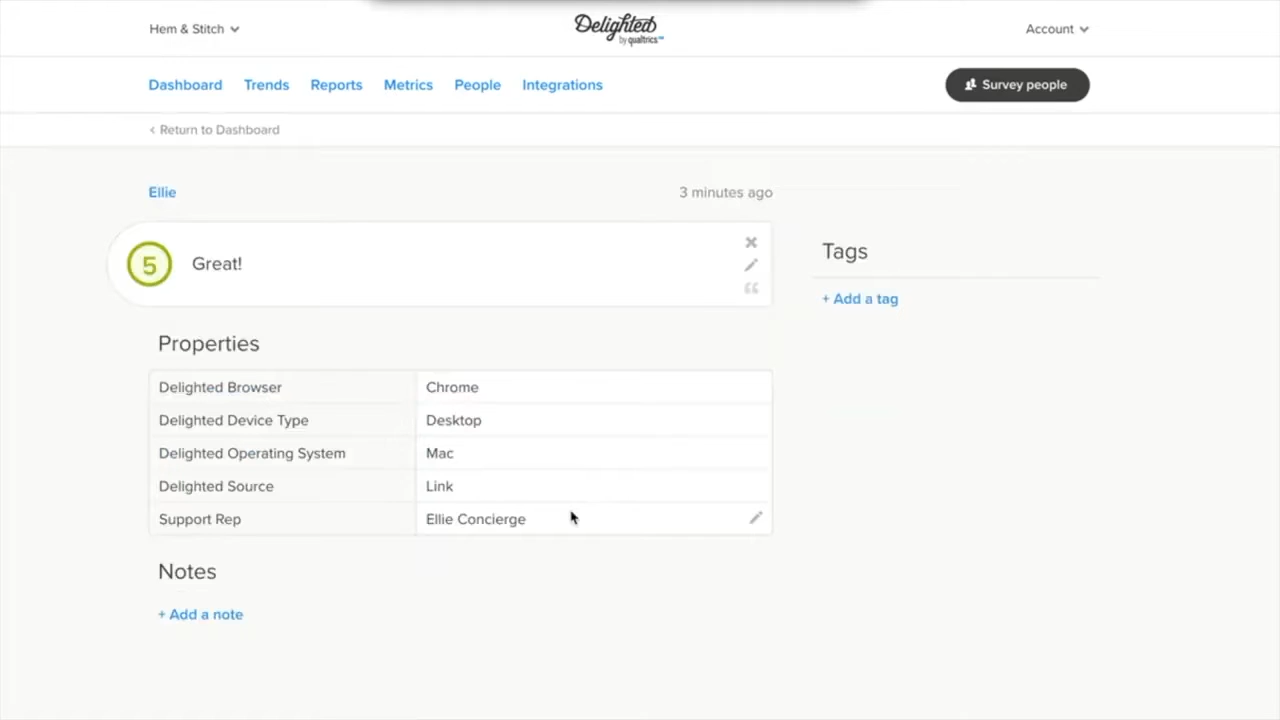 Hem & Stitch
Delighted
by qualtrics™
Account
Dashboard Trends Reports Metrics People Integrations
Survey people
< Return to Dashboard
Ellie
3 minutes ago
5 Great!
Tags
+ Add a tag
Properties
Delighted Browser Chrome
Delighted Device Type Desktop
Delighted Operating System Mac
Delighted Source Link
Support Rep Ellie Concierge
Notes
+ Add a note